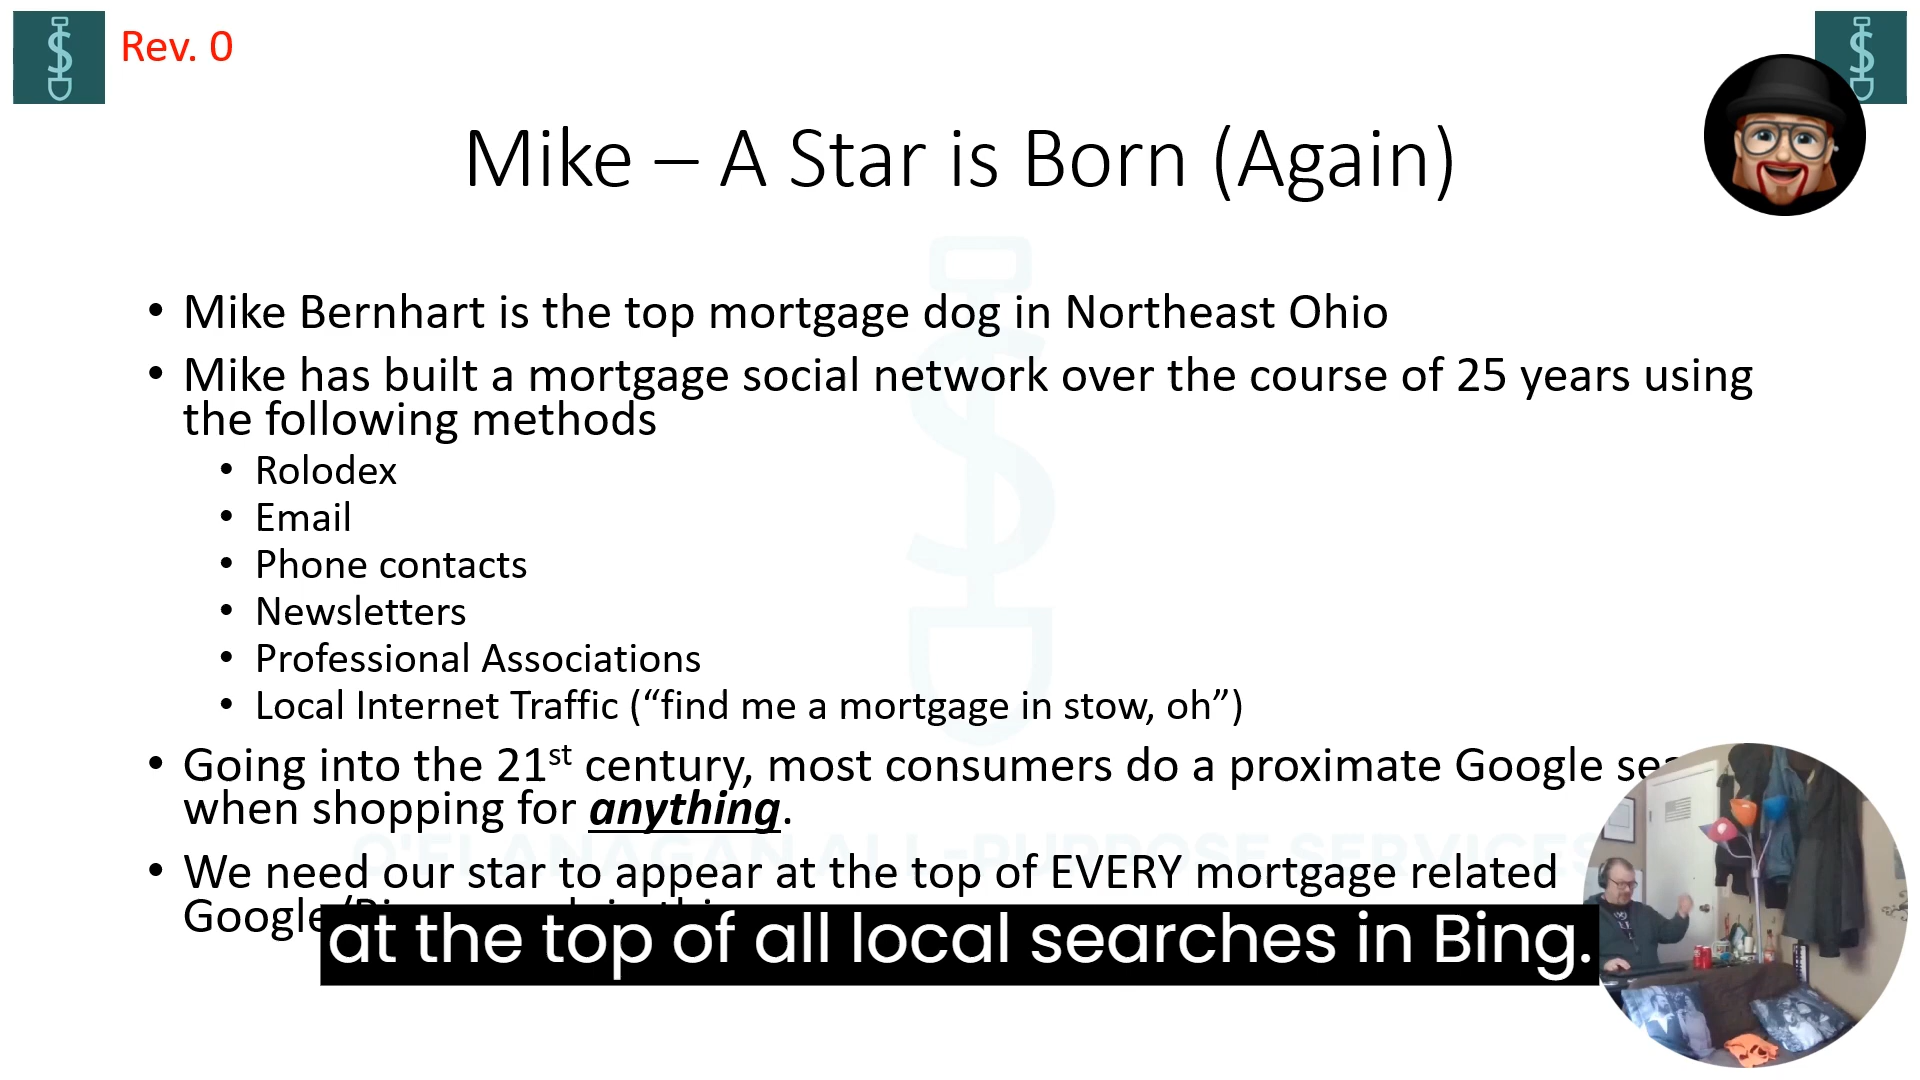 Rev. 0
Mike – A Star is Born (Again)
• Mike Bernhart is the top mortgage dog in Northeast Ohio
• Mike has built a mortgage social network over the course of 25 years using
the following methods
• Rolodex
• Email
• Phone contacts
• Newsletters
• Professional Associations
• Local Internet Traffic (“find me a mortgage in stow, oh”)
• Going into the 21st century, most consumers do a proximate Google
when shopping for anything.
O'FLANAGAN ALL-PURPOSE SERVICES
• We need our star to appear at the top of EVERY mortgage related
Google
at the top of all local searches in Bing.